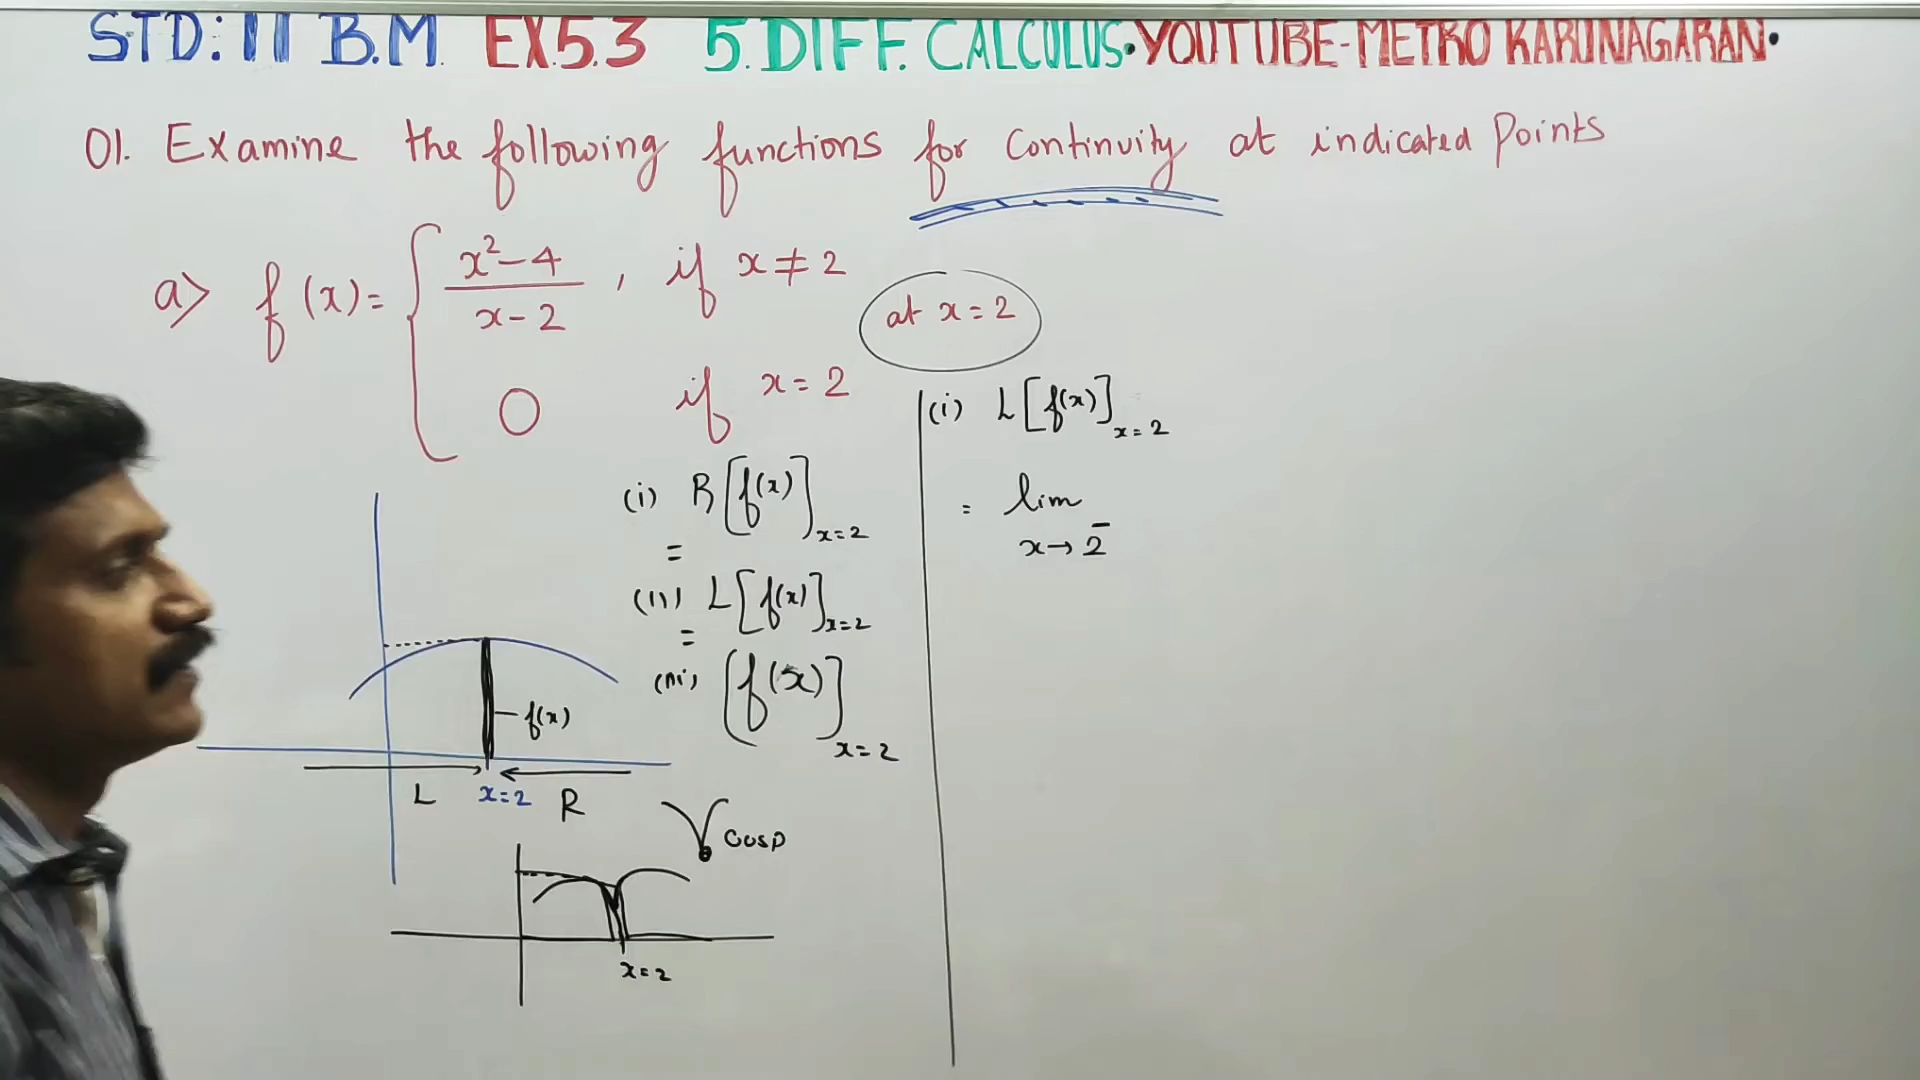 STD: 11 B.M. EX.5.3 5. DIFF. CALCULUS. YOUTUBE-METRO KARUNAGARAN.
01. Examine the following functions for continuity at indicated points
a) f(x) = { x²-4 / x-2 , if x ≠ 2
0 if x = 2
at x = 2
(i) R[f(x)] x=2
=
(ii) L[f(x)] x=2
=
(iii) [f(x)] x=2
f(x)
L x=2 R
Cusp
x=2
(i) L[f(x)] x=2
= lim
x→2⁻